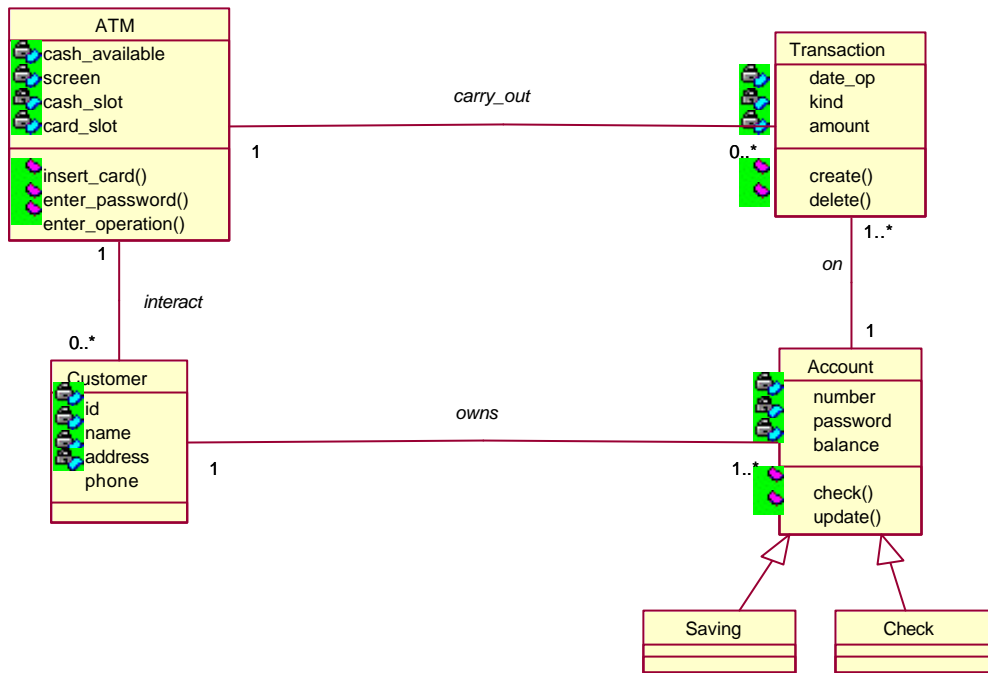 ATM
cash_available
screen
cash_slot
card_slot
insert_card()
enter_password()
enter_operation()
carry_out
1
0..*
Transaction
date_op
kind
amount
create()
delete()
1
interact
0..*
1..*
on
1
Customer
id
name
address
phone
owns
1
1..*
Account
number
password
balance
check()
update()
Saving
Check